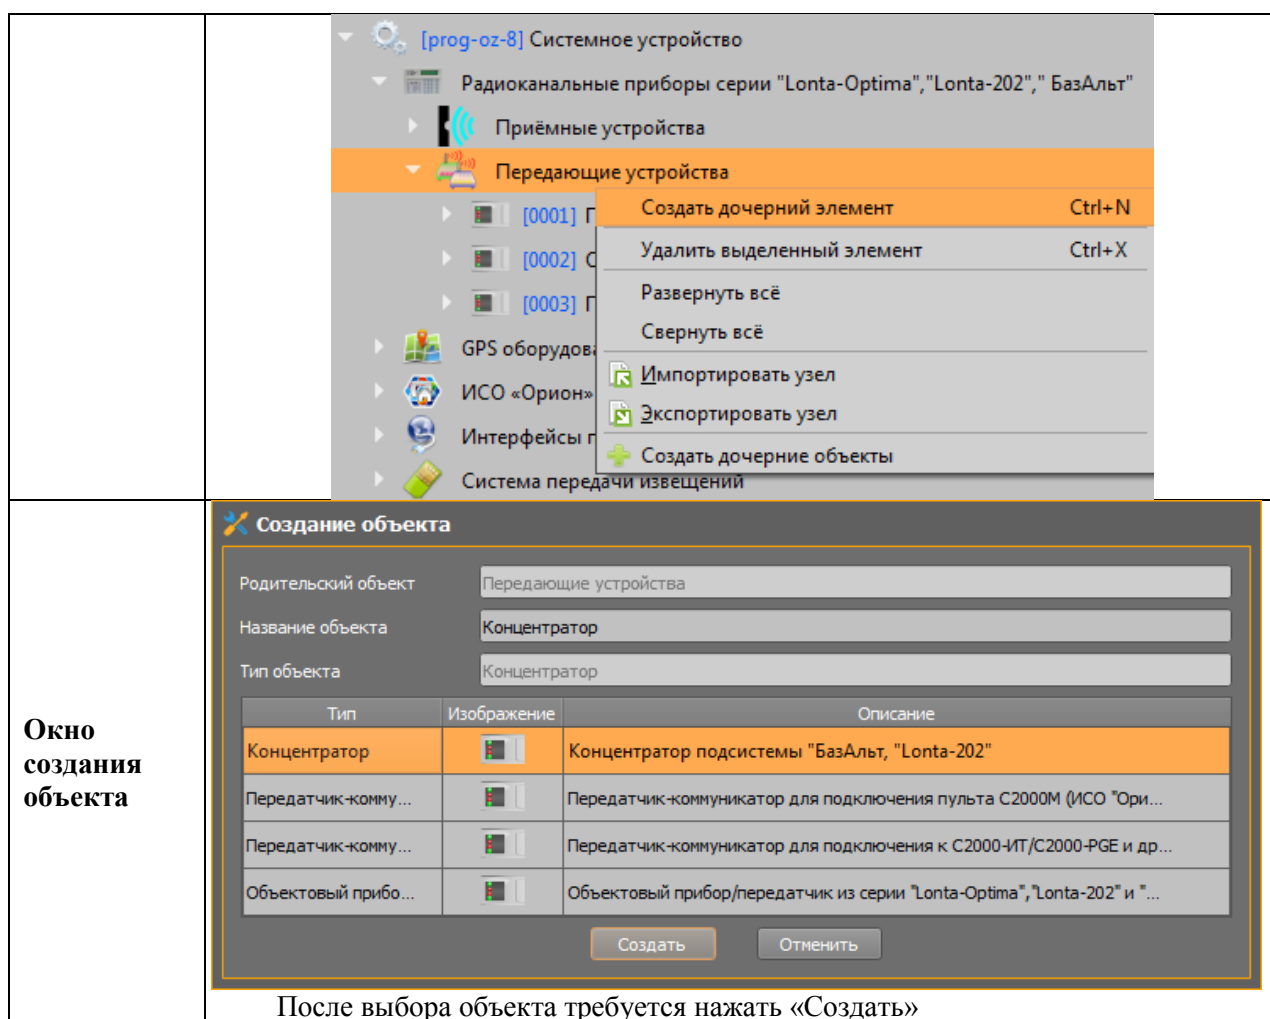 [prog-oz-8] Системное устройство
Радиоканальные приборы серии "Lonta-Optima","Lonta-202"," БазАльт"
Приёмные устройства
Передающие устройства
[0001] П
[0002] С
[0003] П
GPS оборудова
ИСО «Орион»
Интерфейсы п
Система передачи извещений
Создать дочерний элемент Ctrl+N
Удалить выделенный элемент Ctrl+X
Развернуть всё
Свернуть всё
Импортировать узел
Экспортировать узел
Создать дочерние объекты
Окно
создания
объекта
Создание объекта
Родительский объект Передающие устройства
Название объекта Концентратор
Тип объекта Концентратор
Тип Изображение Описание
Концентратор Концентратор подсистемы "БазАльт, "Lonta-202"
Передатчик-комму... Передатчик-коммуникатор для подключения пульта С2000М (ИСО "Ори...
Передатчик-комму... Передатчик-коммуникатор для подключения к С2000-ИТ/С2000-PGE и др...
Объектовый прибо... Объектовый прибор/передатчик из серии "Lonta-Optima","Lonta-202" и "...
Создать Отменить
После выбора объекта требуется нажать «Создать»